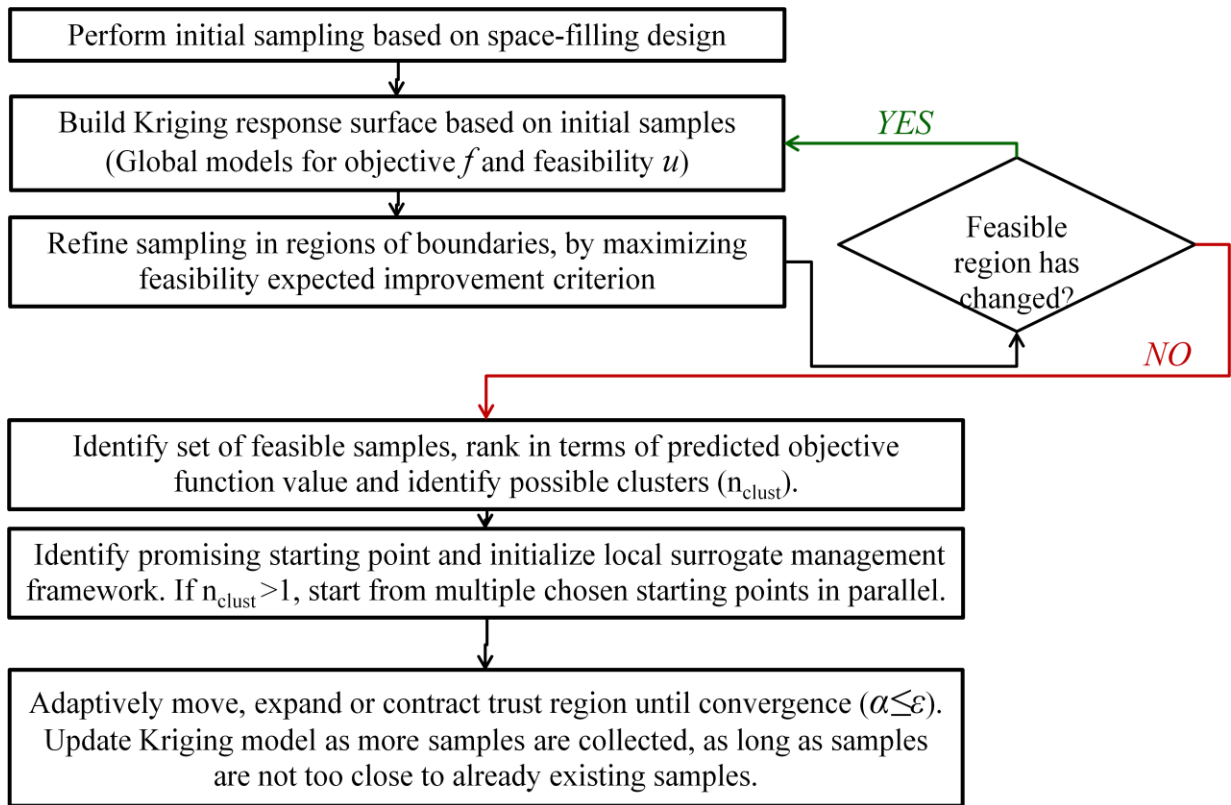 Perform initial sampling based on space-filling design
Build Kriging response surface based on initial samples
(Global models for objective f and feasibility u)
YES
Refine sampling in regions of boundaries, by maximizing
feasibility expected improvement criterion
Feasible
region has
changed?
NO
Identify set of feasible samples, rank in terms of predicted objective
function value and identify possible clusters (n_clust).
Identify promising starting point and initialize local surrogate management
framework. If n_clust >1, start from multiple chosen starting points in parallel.
Adaptively move, expand or contract trust region until convergence (α≤ε).
Update Kriging model as more samples are collected, as long as samples
are not too close to already existing samples.